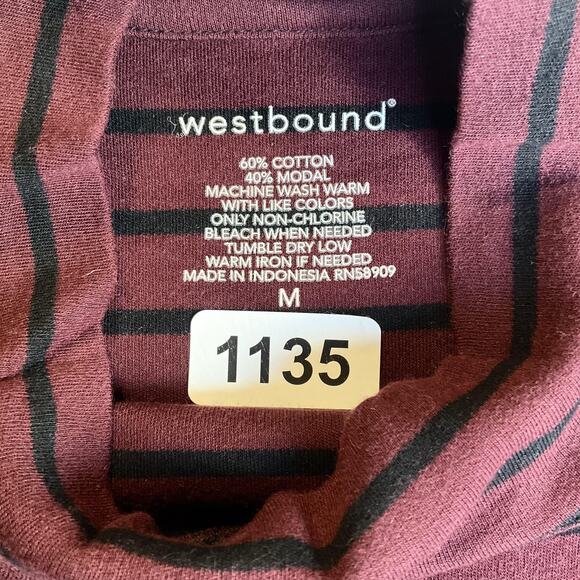 westbound®
60% COTTON
40% MODAL
MACHINE WASH WARM
WITH LIKE COLORS
ONLY NON-CHLORINE
BLEACH WHEN NEEDED
TUMBLE DRY LOW
WARM IRON IF NEEDED
MADE IN INDONESIA RN58909
M
1135